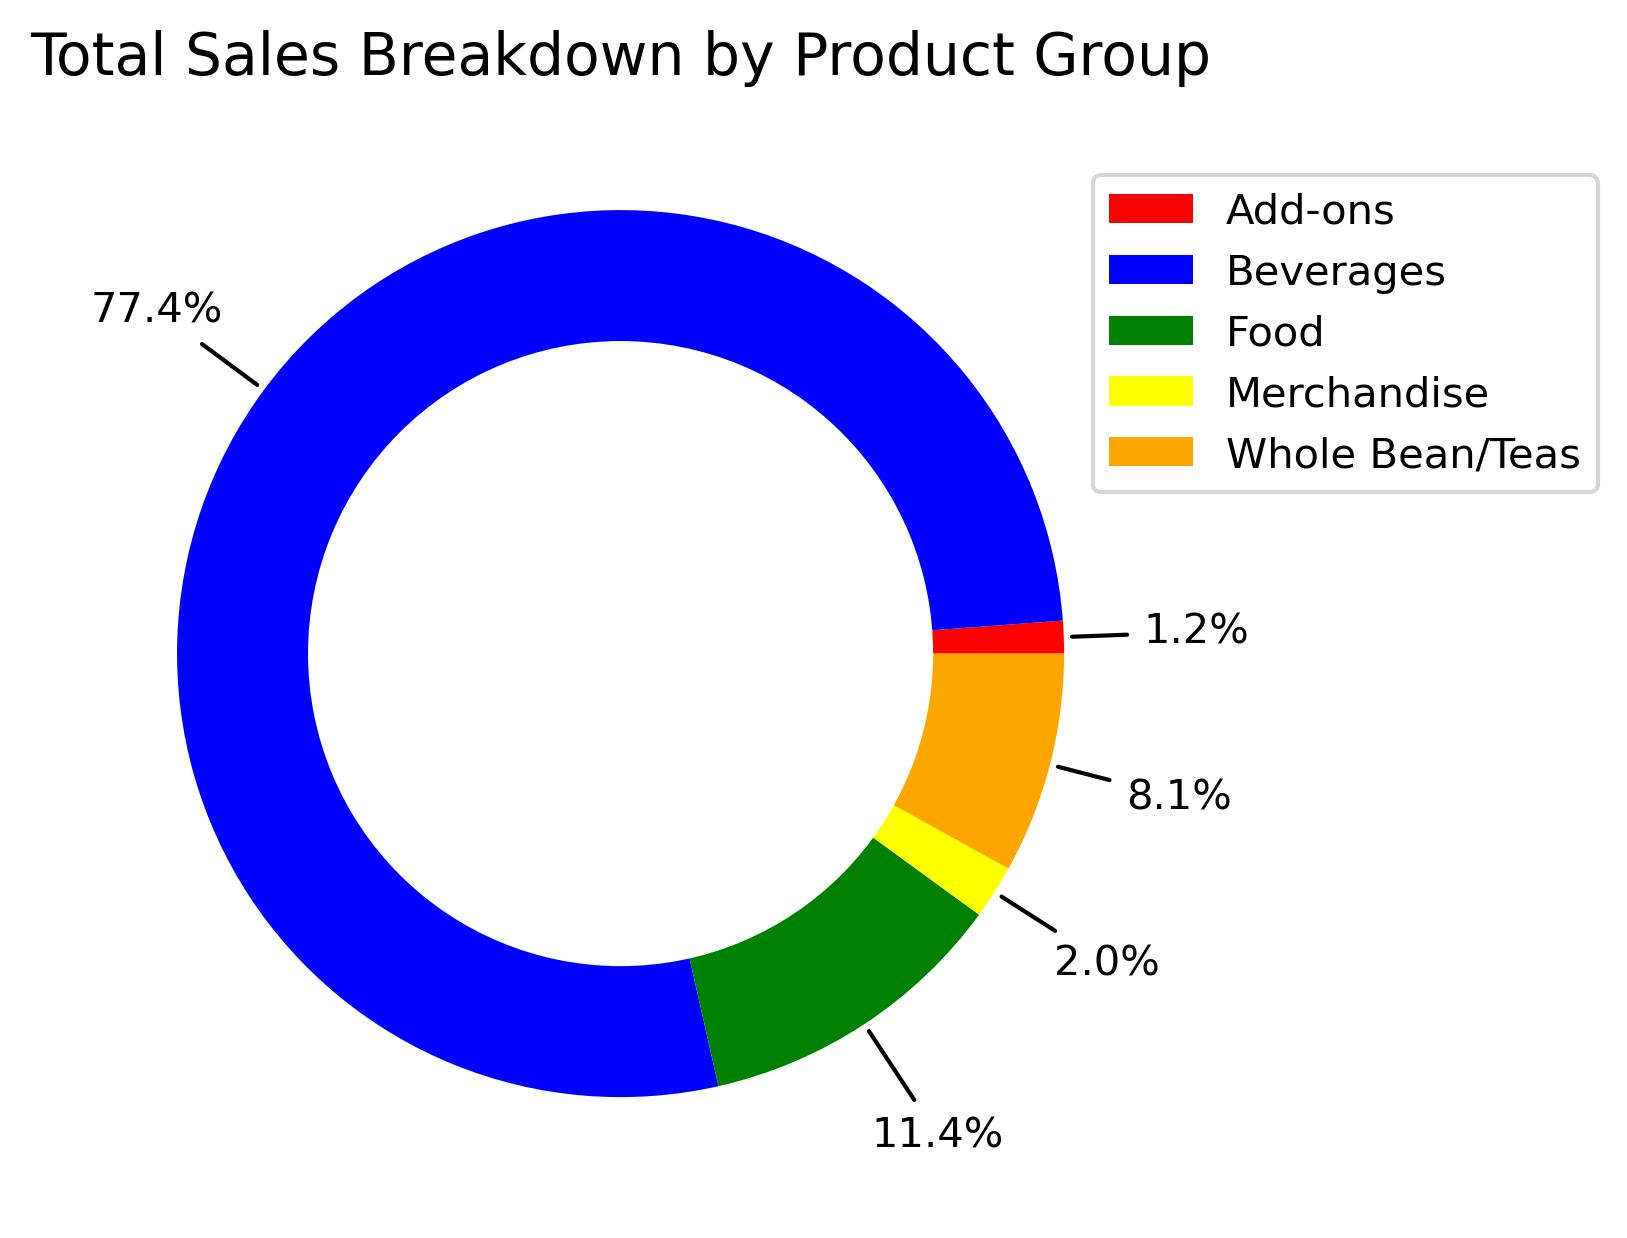 Total Sales Breakdown by Product Group
Add-ons
Beverages
Food
Merchandise
Whole Bean/Teas
77.4%
1.2%
8.1%
2.0%
11.4%